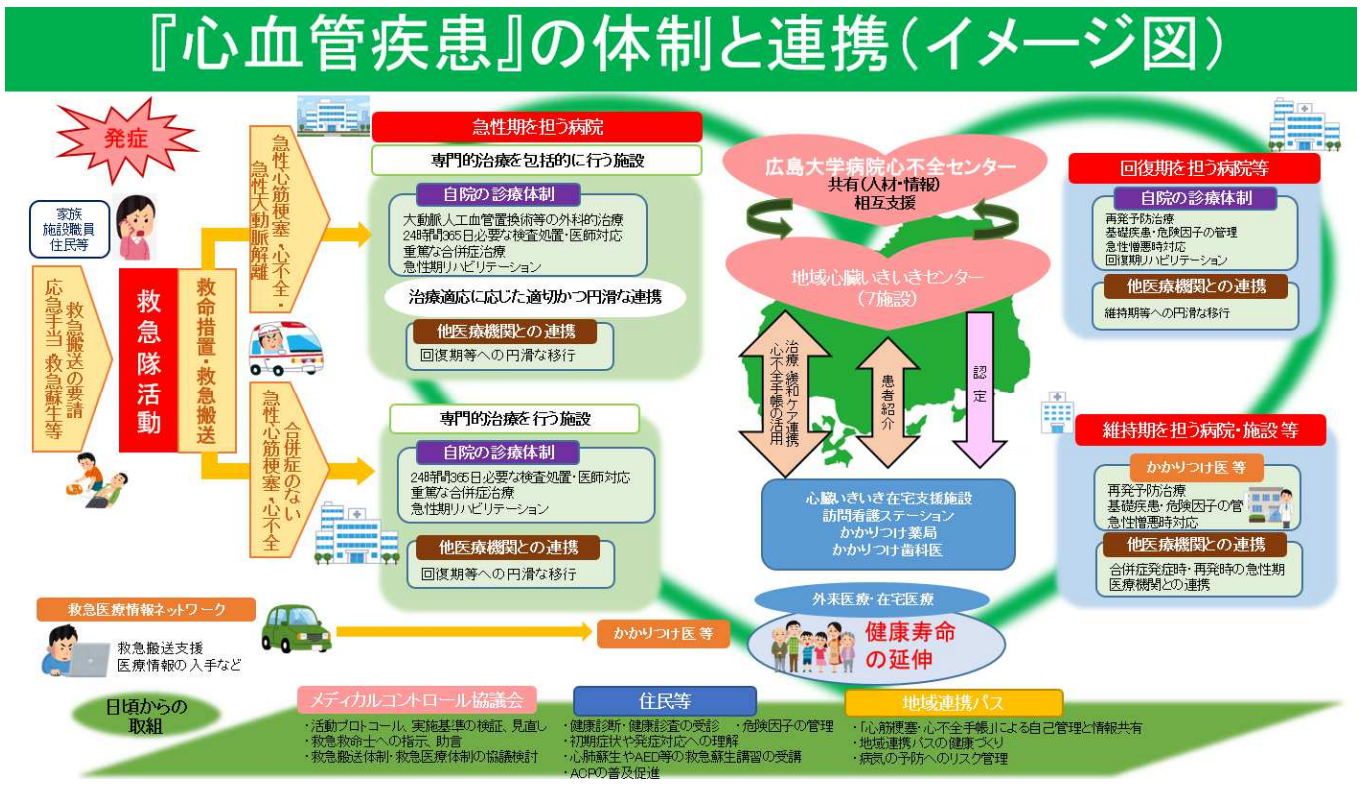 『心血管疾患』の体制と連携（イメージ図）
発症
家族
施設職員
住民等
救急搬送の要請
応急手当・救急蘇生等
救急隊活動
救命措置・救急搬送
急性心筋梗塞・心不全・
急性大動脈解離
合併症のない
急性心筋梗塞・心不全
急性期を担う病院
専門的治療を包括的に行う施設
自院の診療体制
大動脈人工血管置換術等の外科的治療
24時間365日必要な検査処置・医師対応
重篤な合併症治療
急性期リハビリテーション
治療適応に応じた適切かつ円滑な連携
他医療機関との連携
回復期等への円滑な移行
専門的治療を行う施設
自院の診療体制
24時間365日必要な検査処置・医師対応
重篤な合併症治療
急性期リハビリテーション
他医療機関との連携
回復期等への円滑な移行
広島大学病院心不全センター
共有(人材・情報)
相互支援
地域心臓いきいきセンター
(7施設)
治療・緩和ケア連携
心不全手帳の活用
患者紹介
認定
心臓いきいき在宅支援施設
訪問看護ステーション
かかりつけ薬局
かかりつけ歯科医
外来医療・在宅医療
健康寿命
の延伸
回復期を担う病院等
自院の診療体制
再発予防治療
基礎疾患・危険因子の管理
急性憎悪時対応
回復期リハビリテーション
他医療機関との連携
維持期等への円滑な移行
維持期を担う病院・施設等
かかりつけ医等
再発予防治療
基礎疾患・危険因子の管
急性憎悪時対応
他医療機関との連携
合併症発症時・再発時の急性期
医療機関との連携
救急医療情報ネットワーク
救急搬送支援
医療情報の入手など
かかりつけ医等
日頃からの
取組
メディカルコントロール協議会
・活動プロトコール、実施基準の検証、見直し
・救急救命士への指示、助言
・救急搬送体制・救急医療体制の協議検討
住民等
・健康診断・健康診査の受診　・危険因子の管理
・初期症状や発症対応への理解
・心肺蘇生やAED等の救急蘇生講習の受講
・ACPの普及促進
地域連携パス
・「心筋梗塞・心不全手帳」による自己管理と情報共有
・地域連携パスの健康づくり
・病気の予防へのリスク管理